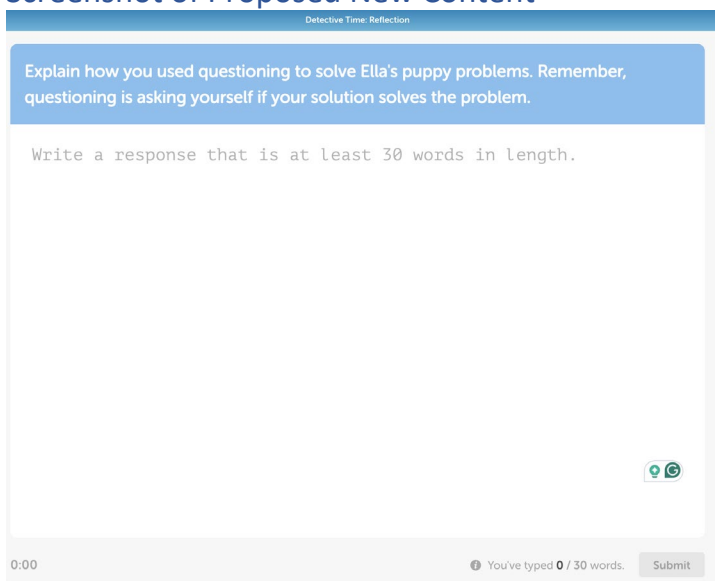 Screenshot of Proposed New Content
Detective Time: Reflection
Explain how you used questioning to solve Ella's puppy problems. Remember,
questioning is asking yourself if your solution solves the problem.
Write a response that is at least 30 words in length.
0:00
You've typed 0 / 30 words.
Submit